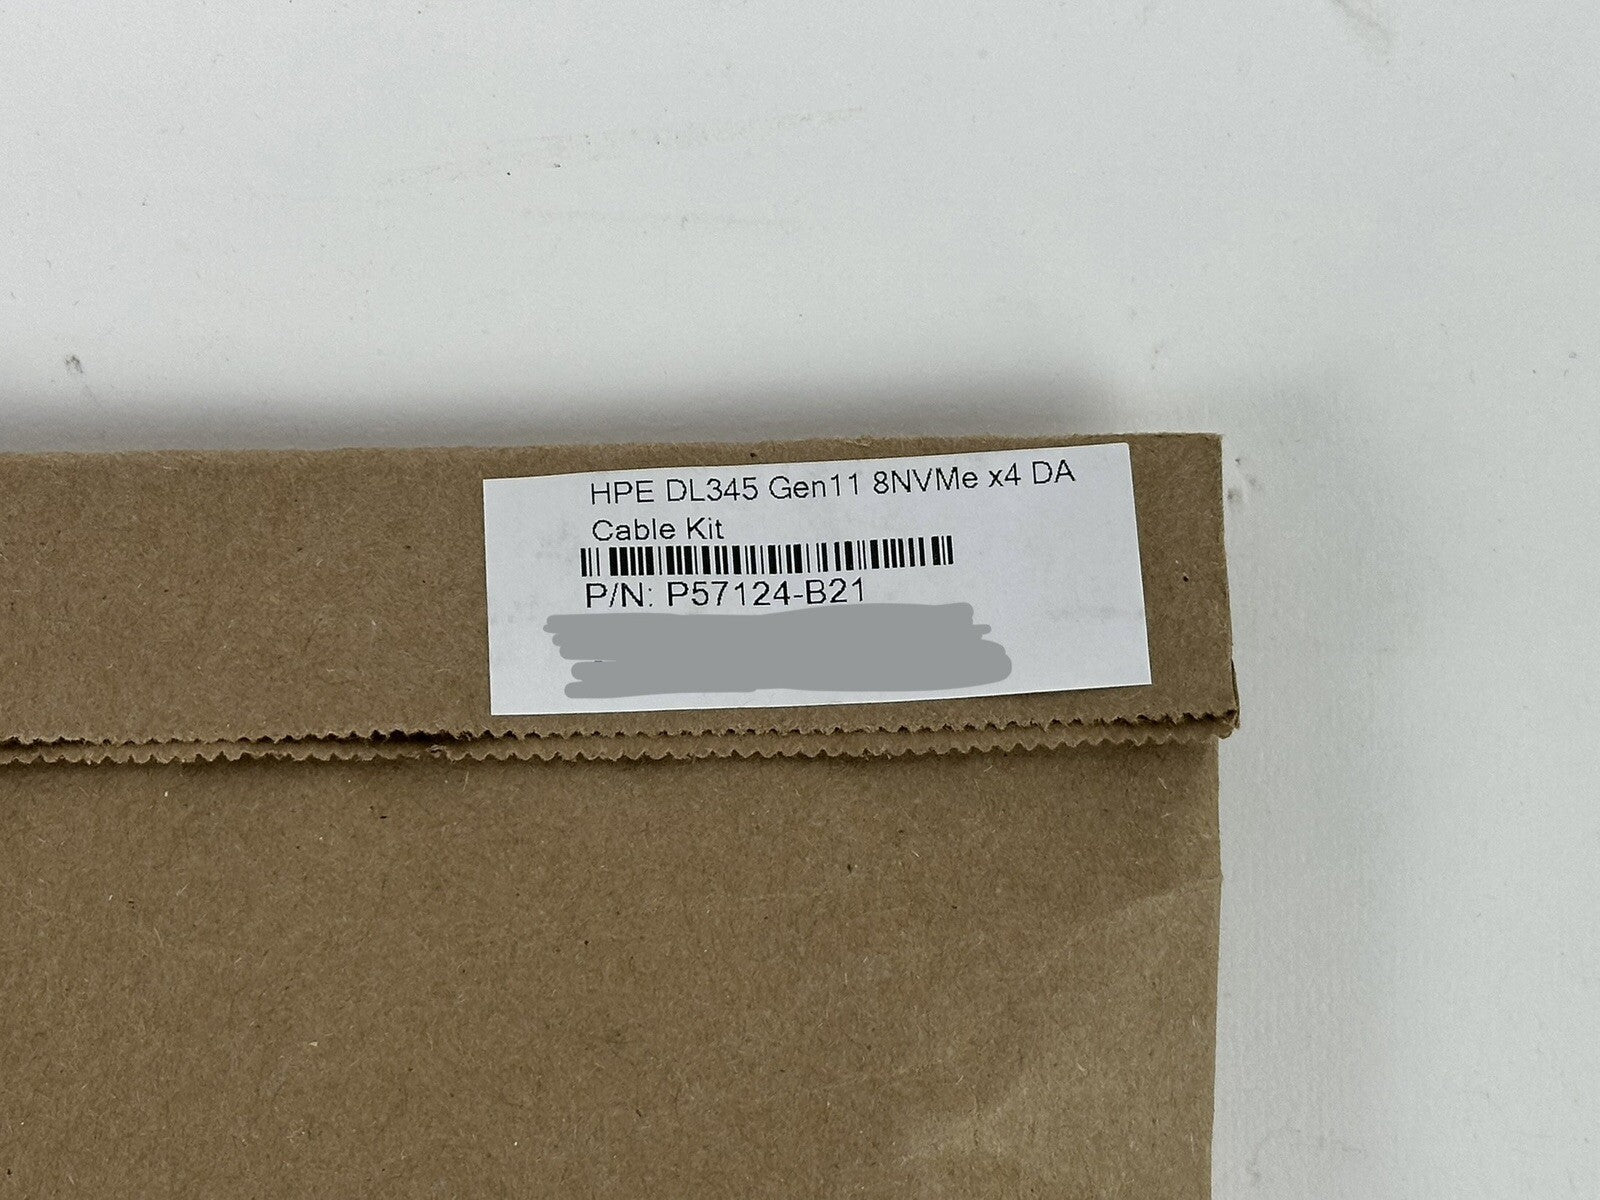 HPE DL345 Gen11 8NVMe x4 DA
Cable Kit
P/N: P57124-B21